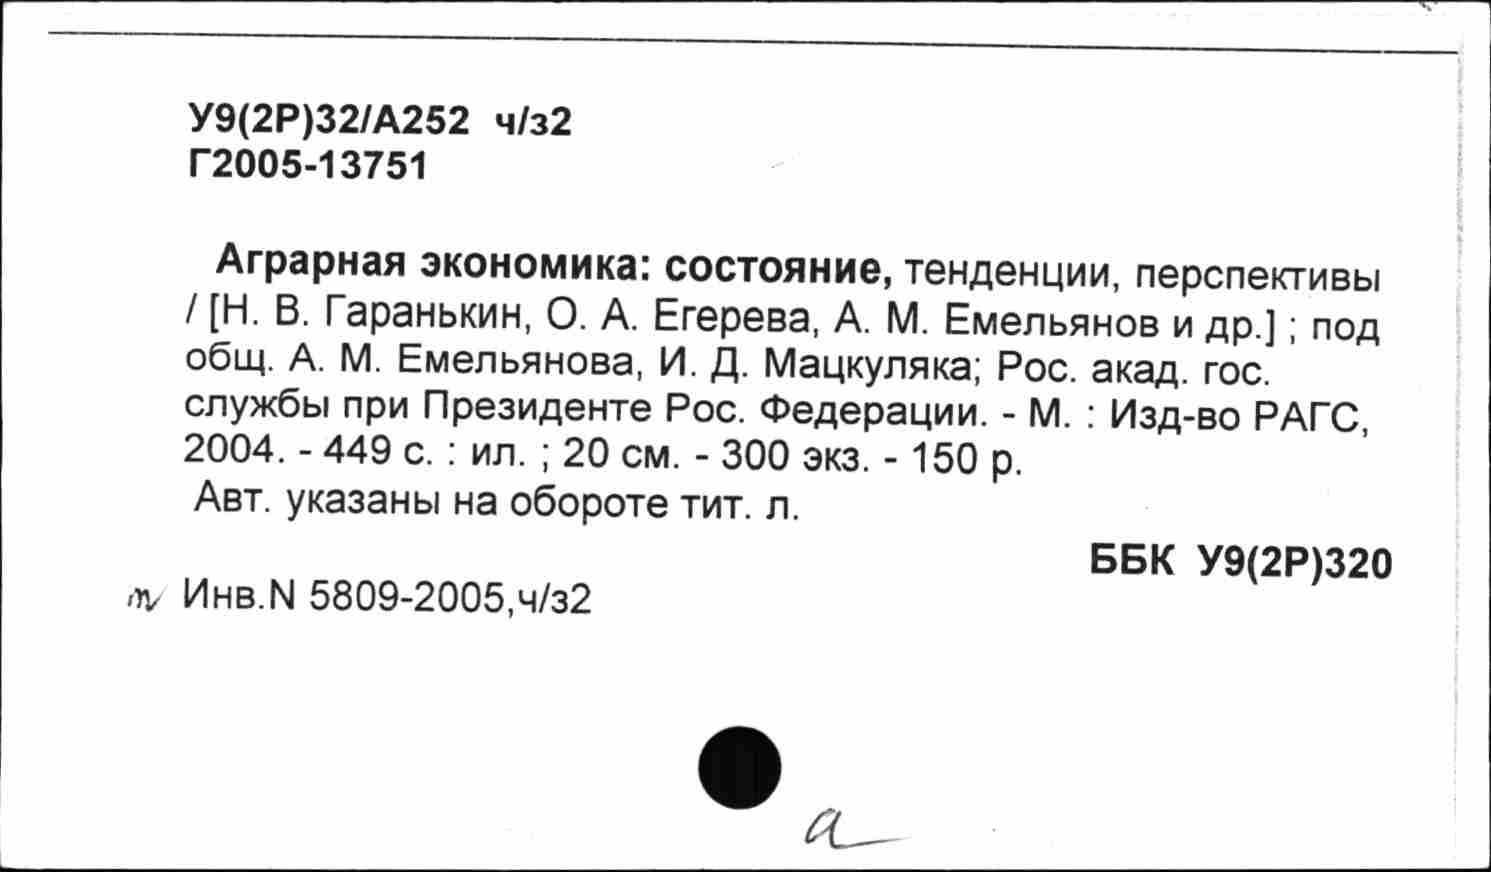 У9(2Р)32/А252 ч/з2
Г2005-13751
Аграрная экономика: состояние, тенденции, перспективы
/ [Н. В. Гаранькин, О. А. Егерева, А. М. Емельянов и др.] ; под
общ. А. М. Емельянова, И. Д. Мацкуляка; Рос. акад. гос.
службы при Президенте Рос. Федерации. - М. : Изд-во РАГС,
2004. - 449 с. : ил. ; 20 см. - 300 экз. - 150 р.
Авт. указаны на обороте тит. л.
ББК У9(2Р)320
Инв.N 5809-2005,ч/з2
а